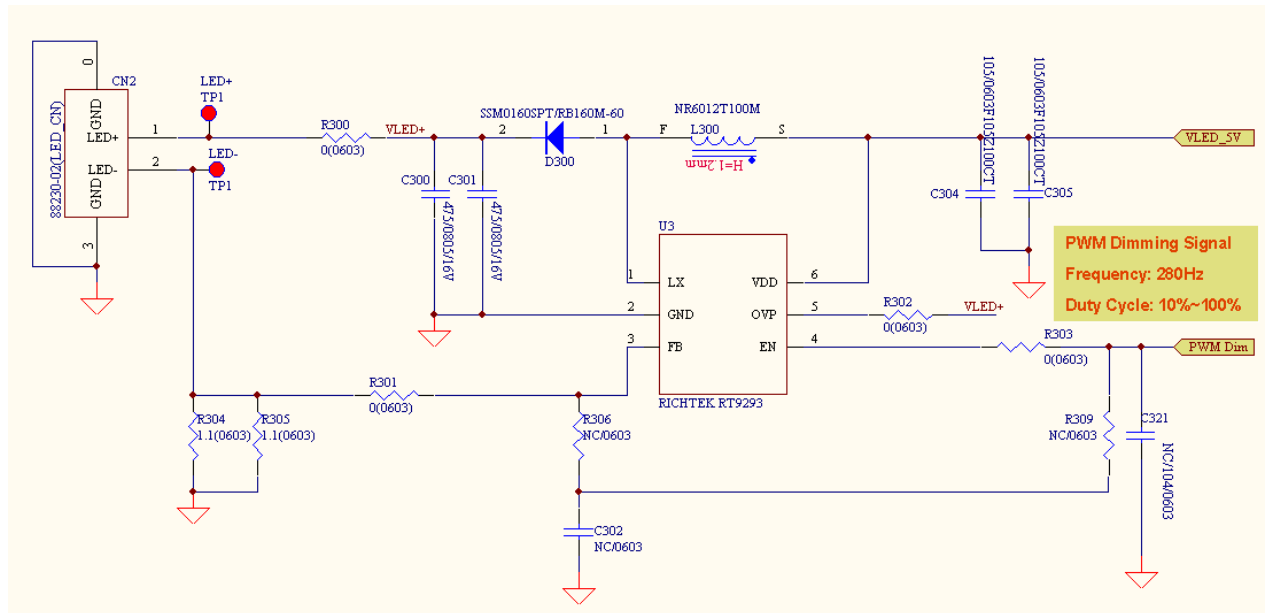 0
CN2
GND
LED+
LED-
GND
88230-02(LED_CN)
3
1
2
LED+
TP1
LED-
TP1
R300
0(0603)
VLED+
C300
475/0805/16V
C301
475/0805/16V
SSM0160SPT/RB160M-60
2
1
D300
NR6012T100M
F
L300
S
H=1.2mm
105/0603F105Z100CT
105/0603F105Z100CT
C304
C305
VLED_5V
U3
1
LX
VDD
6
2
GND
OVP
5
3
FB
EN
4
RICHTEK RT9293
R302
0(0603)
VLED+
R303
0(0603)
PWM Dimming Signal
Frequency: 280Hz
Duty Cycle: 10%~100%
PWM Dim
R301
0(0603)
R304
1.1(0603)
R305
1.1(0603)
R306
NC/0603
R309
NC/0603
C321
NC/104/0603
C302
NC/0603